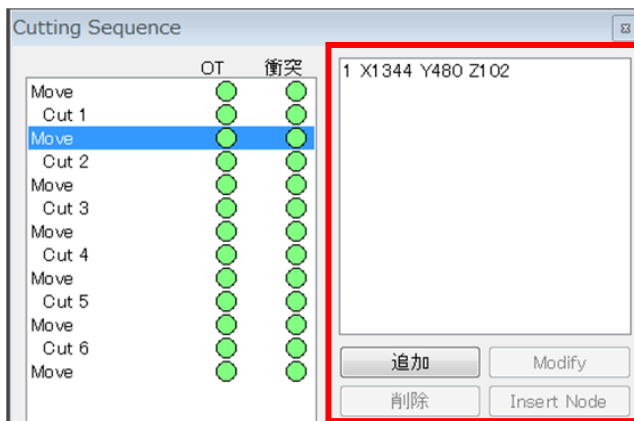 Cutting Sequence
OT 衝突
Move
Cut 1
Move
Cut 2
Move
Cut 3
Move
Cut 4
Move
Cut 5
Move
Cut 6
Move
1 X1344 Y480 Z102
追加 Modify
削除 Insert Node